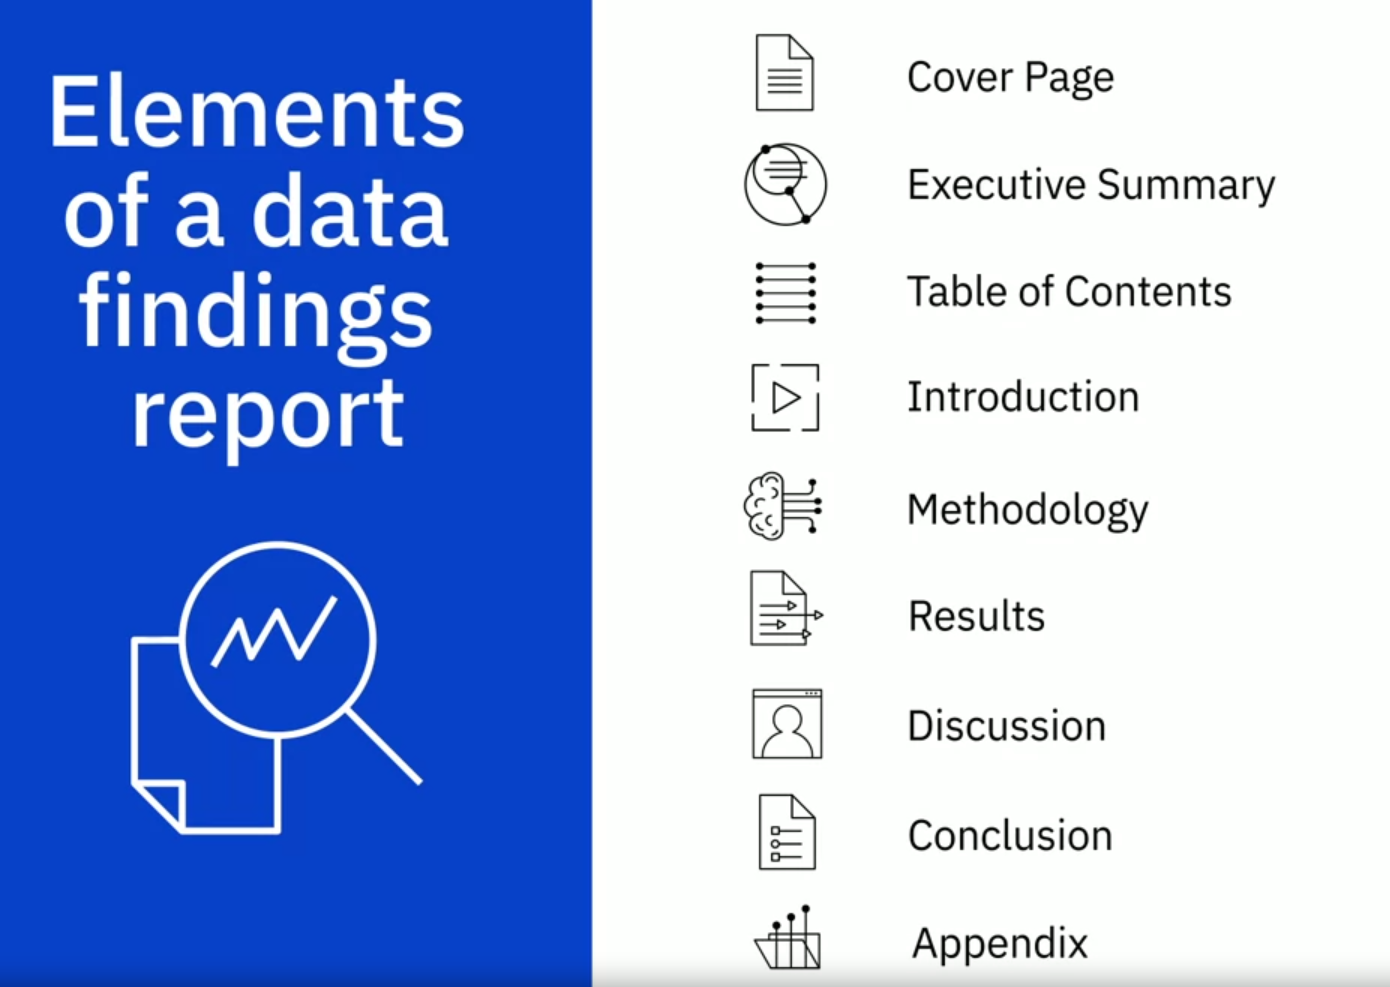 Elements
of a data
findings
report
Cover Page
Executive Summary
Table of Contents
Introduction
Methodology
Results
Discussion
Conclusion
Appendix